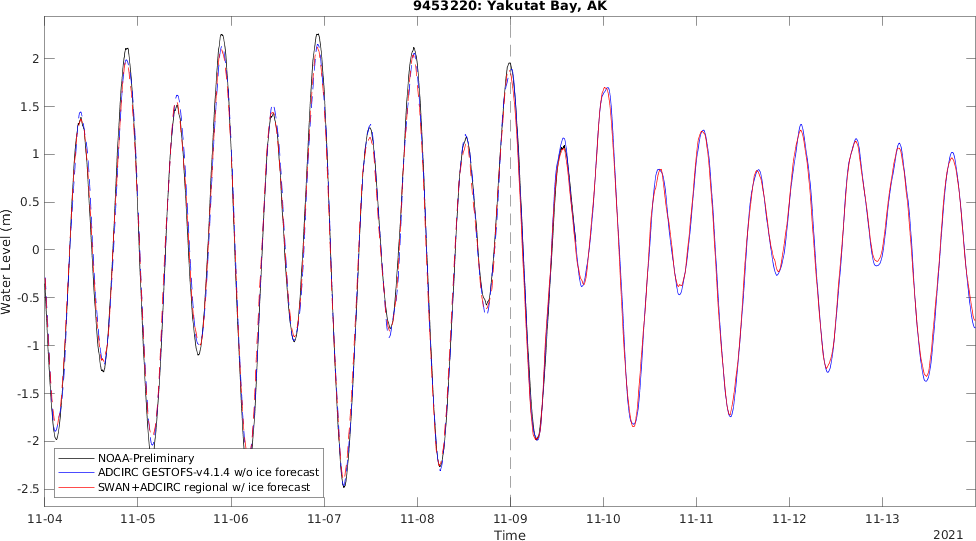 9453220: Yakutat Bay, AK
Water Level (m)
2
1.5
1
0.5
0
-0.5
-1
-1.5
-2
-2.5
NOAA-Preliminary
ADCIRC GESTOFS-v4.1.4 w/o ice forecast
SWAN+ADCIRC regional w/ ice forecast
11-04 11-05 11-06 11-07 11-08 11-09 11-10 11-11 11-12 11-13
Time
2021